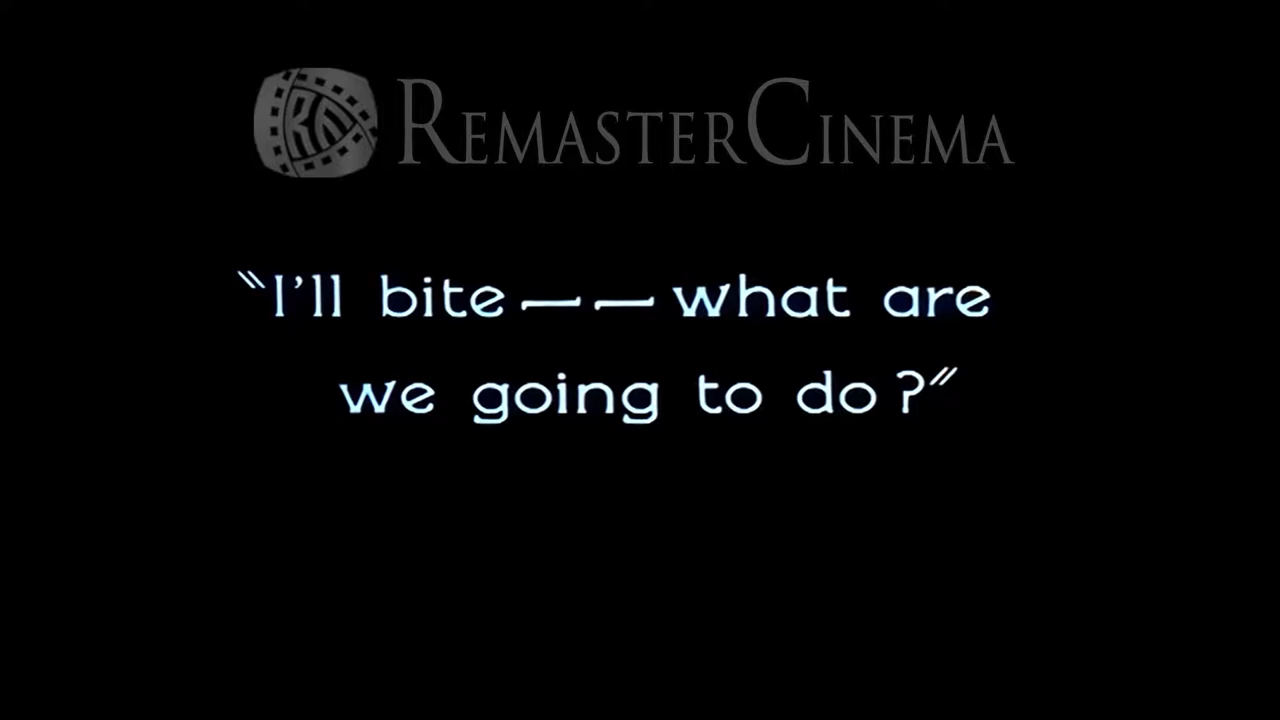 REMASTERCINEMA
"I'll bite — — what are
we going to do?"